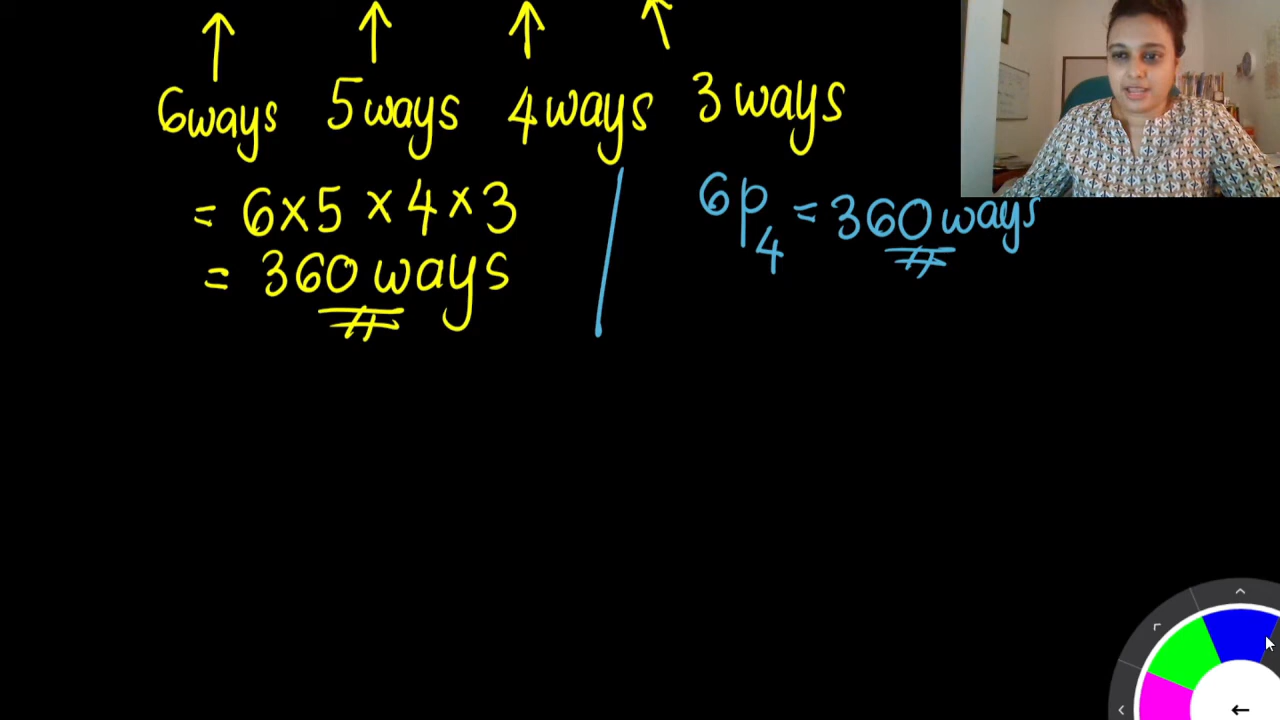 6ways 5ways 4ways 3ways
= 6×5×4×3
= 360 ways
6P4 = 360 ways